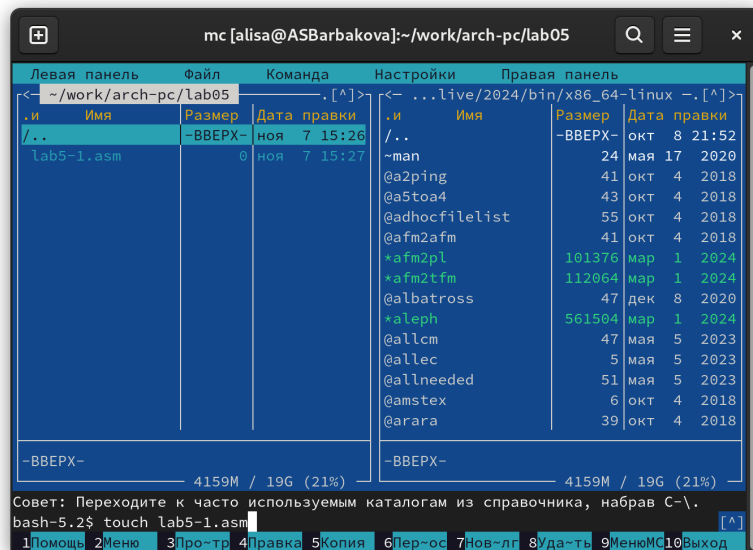 mc [alisa@ASBarbakova]:~/work/arch-pc/lab05
Левая панель Файл Команда Настройки Правая панель
<— ~/work/arch-pc/lab05 .[^]> <— ...live/2024/bin/x86_64-linux —.[^]>
.и Имя Размер Дата правки .и Имя Размер Дата правки
/.. -ВВЕРХ- ноя 7 15:26 /.. -ВВЕРХ- окт 8 21:52
lab5-1.asm 0 ноя 7 15:27 ~man 24 мая 17 2020
@a2ping 41 окт 4 2018
@a5toa4 43 окт 4 2018
@adhocfilelist 55 окт 4 2018
@afm2afm 41 окт 4 2018
*afm2pl 101376 мар 1 2024
*afm2tfm 112064 мар 1 2024
@albatross 47 дек 8 2020
*aleph 561504 мар 1 2024
@allcm 47 мая 5 2023
@allec 5 мая 5 2023
@allneeded 51 мая 5 2023
@amstex 6 окт 4 2018
@arara 39 окт 4 2018
-ВВЕРХ- -ВВЕРХ-
4159M / 19G (21%) 4159M / 19G (21%)
Совет: Переходите к часто используемым каталогам из справочника, набрав C-\.
bash-5.2$ touch lab5-1.asm [^]
1Помощь 2Меню 3Про~тр 4Правка 5Копия 6Пер~ос 7Нов~лг 8Уда~ть 9МенюMC 10Выход